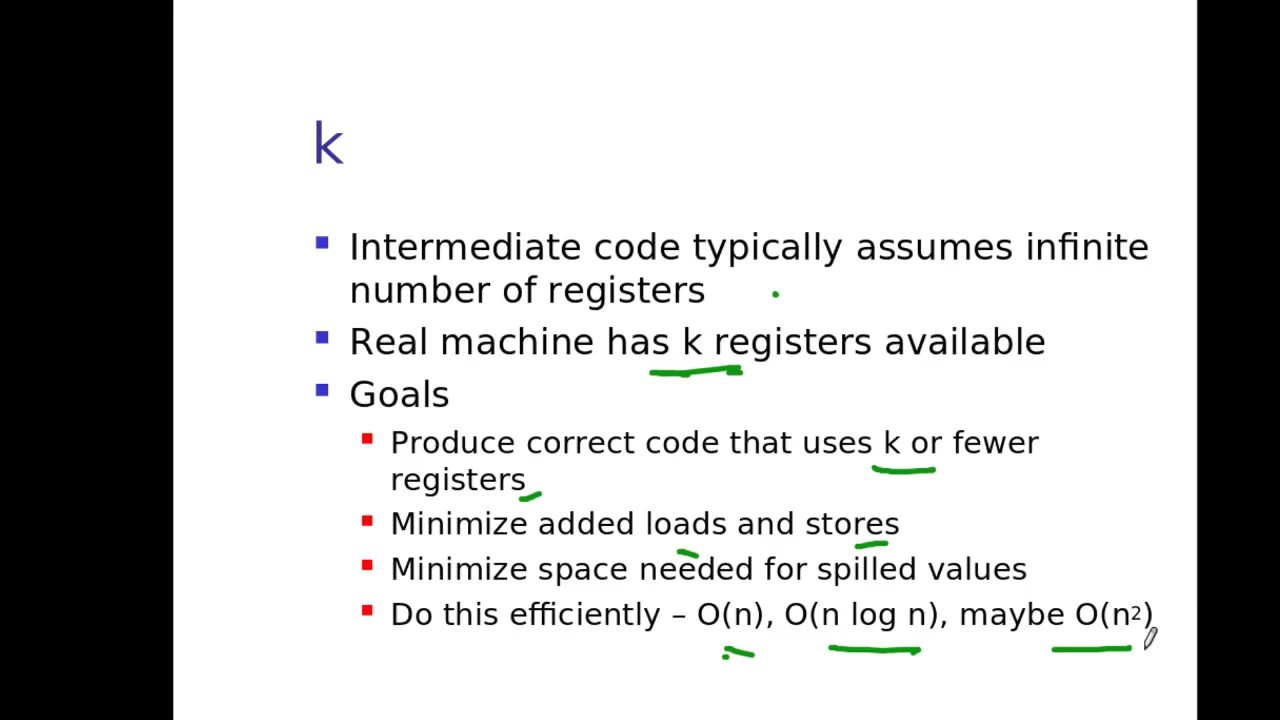 k
Intermediate code typically assumes infinite
number of registers
Real machine has k registers available
Goals
Produce correct code that uses k or fewer
registers
Minimize added loads and stores
Minimize space needed for spilled values
Do this efficiently – O(n), O(n log n), maybe O(n²)